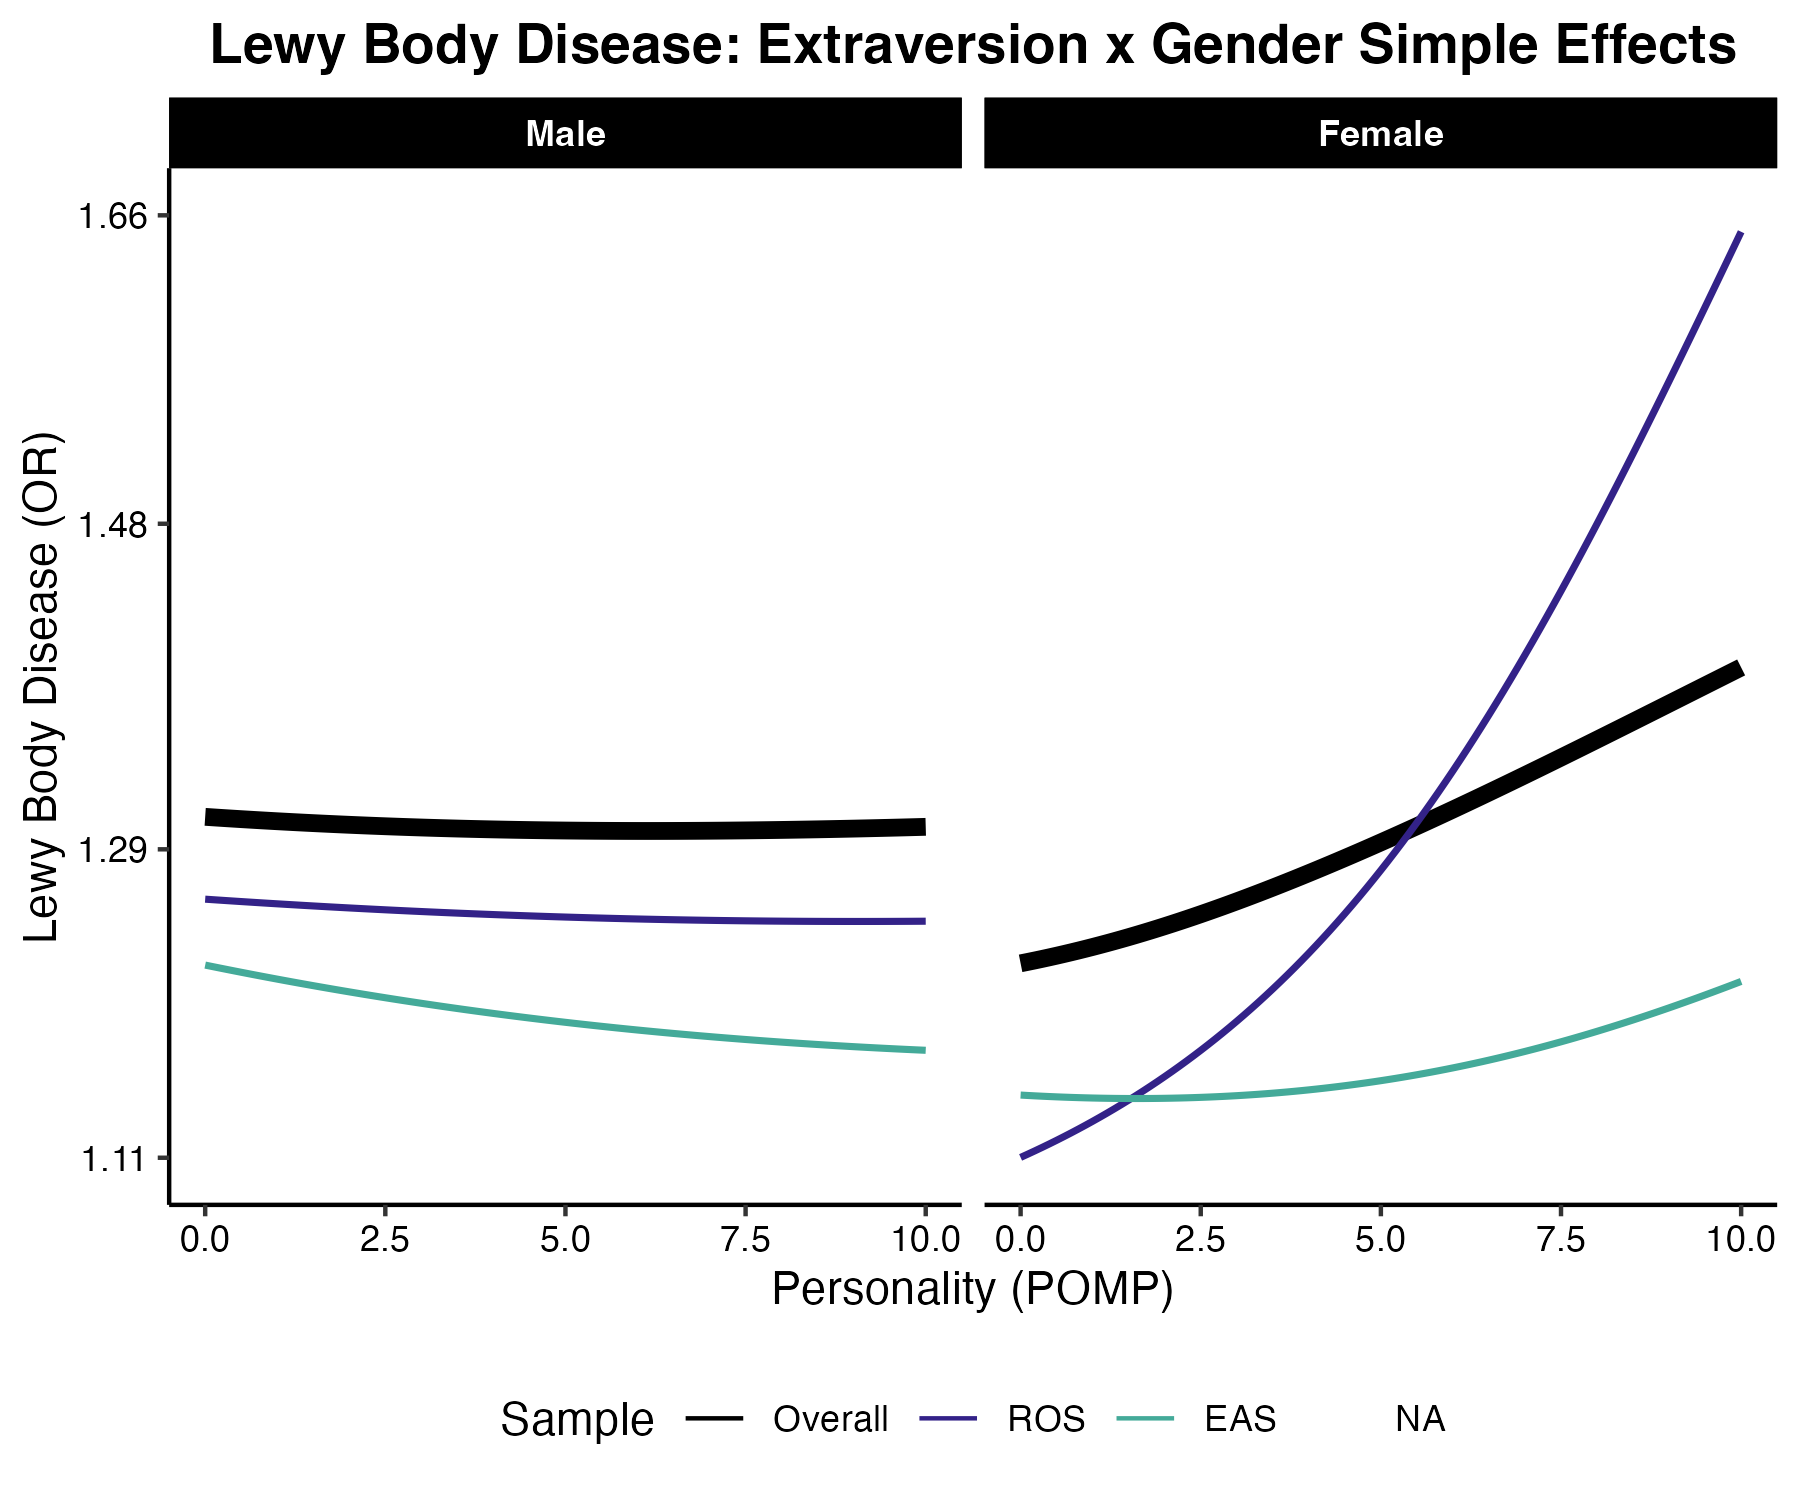 Lewy Body Disease: Extraversion x Gender Simple Effects
Male
Female
Lewy Body Disease (OR)
1.66
1.48
1.29
1.11
0.0 2.5 5.0 7.5 10.0
0.0 2.5 5.0 7.5 10.0
Personality (POMP)
Sample Overall ROS EAS NA